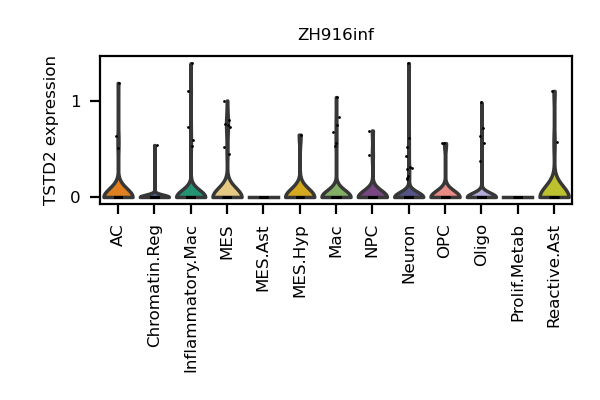 ZH916inf
TSTD2 expression
1
0
AC
Chromatin.Reg
Inflammatory.Mac
MES
MES.Ast
MES.Hyp
Mac
NPC
Neuron
OPC
Oligo
Prolif.Metab
Reactive.Ast